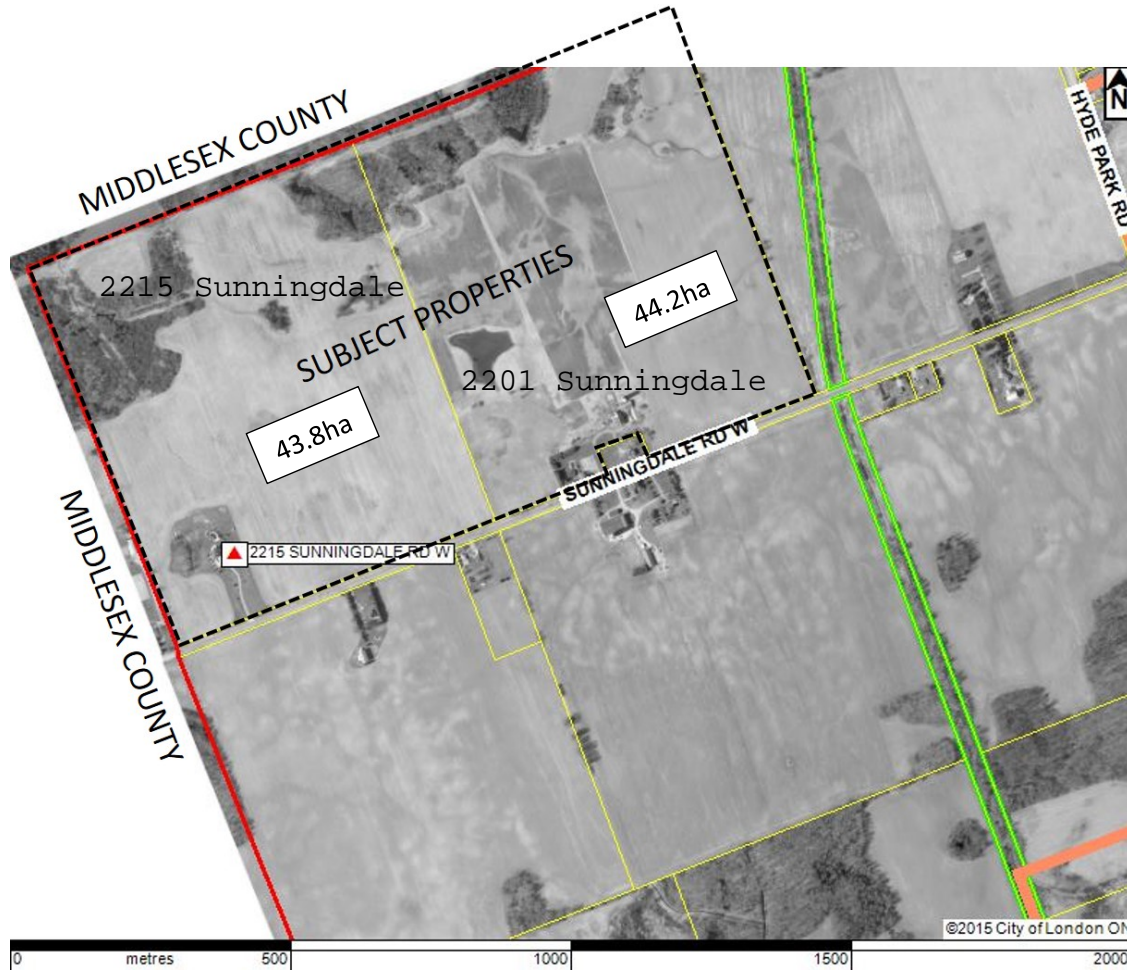 MIDDLESEX COUNTY
N
HYDE PARK RD
2215 Sunningdale
SUBJECT PROPERTIES
44.2ha
2201 Sunningdale
43.8ha
SUNNINGDALE RD W
2215 SUNNINGDALE RD W
MIDDLESEX COUNTY
©2015 City of London ON
0 metres 500 1000 1500 2000